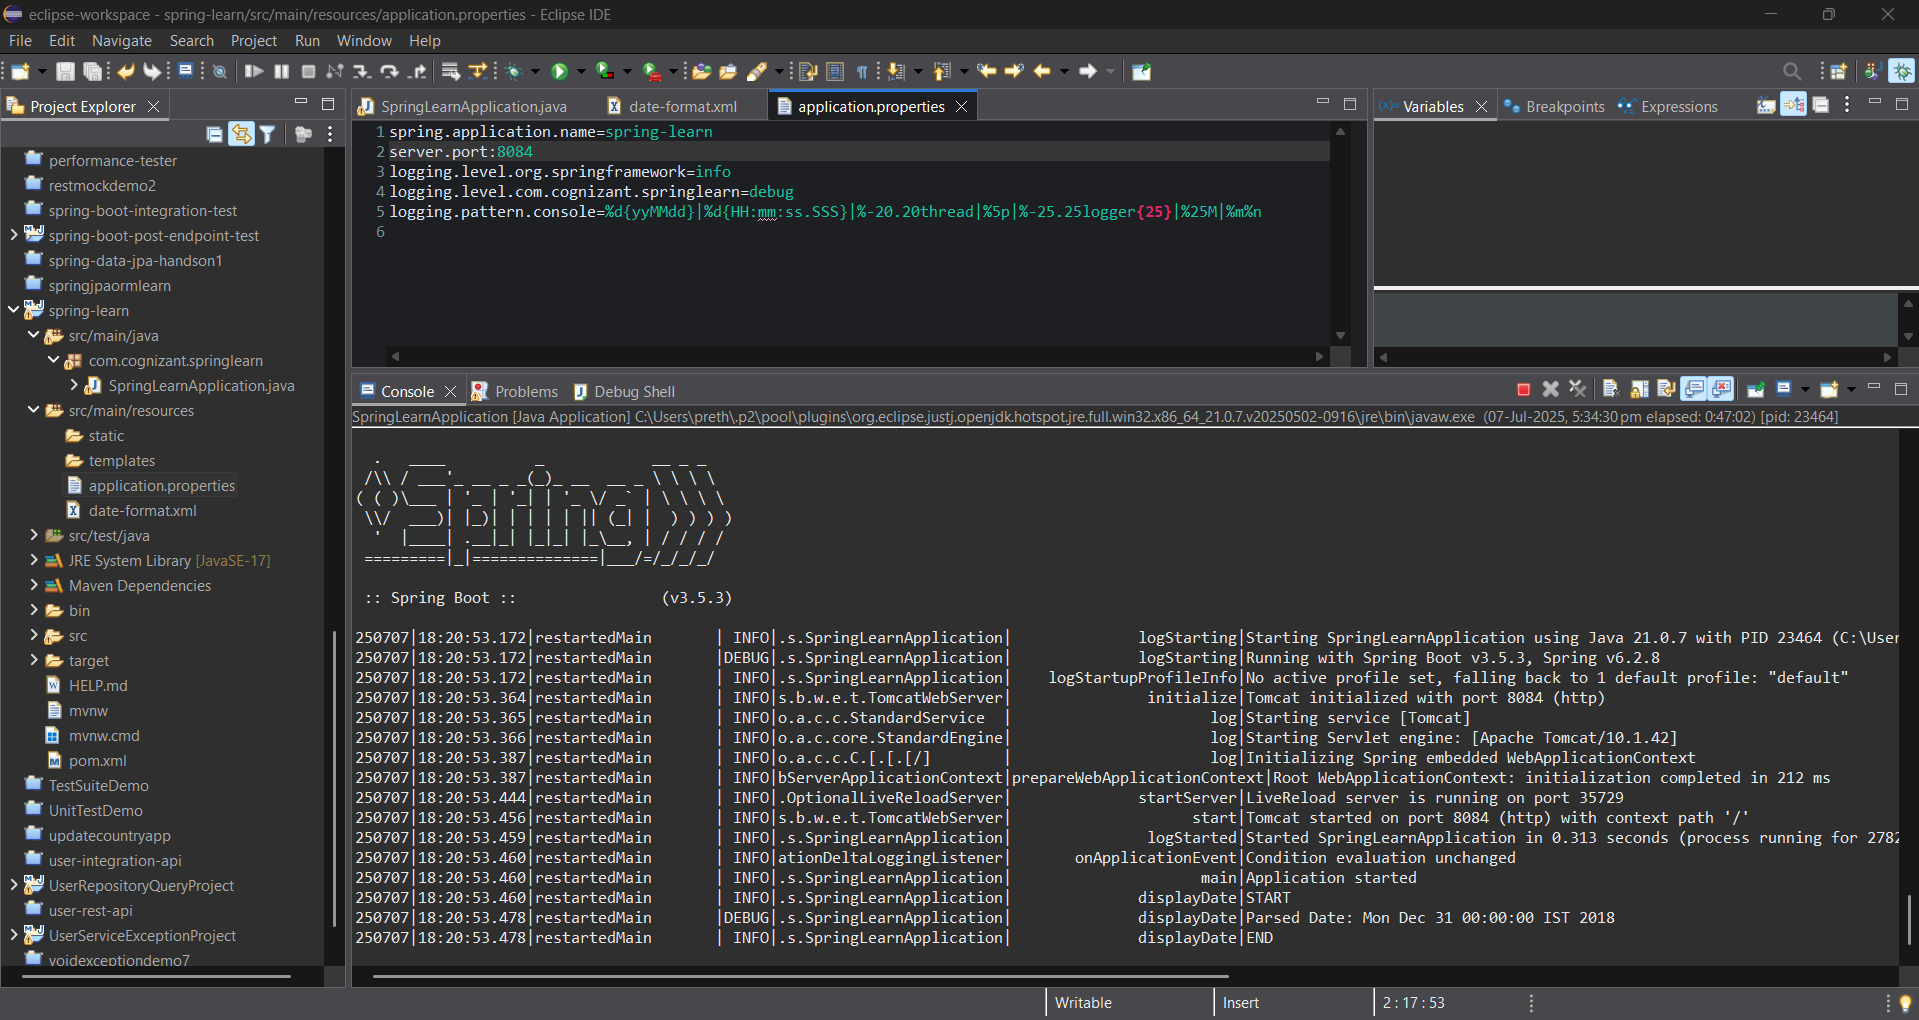 eclipse-workspace - spring-learn/src/main/resources/application.properties - Eclipse IDE
File Edit Navigate Search Project Run Window Help
Project Explorer
performance-tester
restmockdemo2
spring-boot-integration-test
spring-boot-post-endpoint-test
spring-data-jpa-handson1
springjpaormlearn
spring-learn
src/main/java
com.cognizant.springlearn
SpringLearnApplication.java
src/main/resources
static
templates
application.properties
date-format.xml
src/test/java
JRE System Library [JavaSE-17]
Maven Dependencies
bin
src
target
HELP.md
mvnw
mvnw.cmd
pom.xml
TestSuiteDemo
UnitTestDemo
updatecountryapp
user-integration-api
UserRepositoryQueryProject
user-rest-api
UserServiceExceptionProject
voidexceptiondemo7
SpringLearnApplication.java date-format.xml application.properties
1 spring.application.name=spring-learn
2 server.port:8084
3 logging.level.org.springframework=info
4 logging.level.com.cognizant.springlearn=debug
5 logging.pattern.console=%d{yyMMdd}|%d{HH:mm:ss.SSS}|%-20.20thread|%5p|%-25.25logger{25}|%25M|%m%n
6
Variables Breakpoints Expressions
Console Problems Debug Shell
SpringLearnApplication [Java Application] C:\Users\preth\.p2\pool\plugins\org.eclipse.justj.openjdk.hotspot.jre.full.win32.x86_64_21.0.7.v20250502-0916\jre\bin\javaw.exe (07-Jul-2025, 5:34:30 pm elapsed: 0:47:02) [pid: 23464]
  .   ____          _            __ _ _
 /\\ / ___'_ __ _ _(_)_ __  __ _ \ \ \ \
( ( )\___ | '_ | '_| | '_ \/ _` | \ \ \ \
 \\/  ___)| |_)| | | | | || (_| |  ) ) ) )
  '  |____| .__|_| |_|_| |_\__, | / / / /
 =========|_|==============|___/=/_/_/_/
:: Spring Boot :: (v3.5.3)
250707|18:20:53.172|restartedMain | INFO|.s.SpringLearnApplication| logStarting|Starting SpringLearnApplication using Java 21.0.7 with PID 23464 (C:\User
250707|18:20:53.172|restartedMain |DEBUG|.s.SpringLearnApplication| logStarting|Running with Spring Boot v3.5.3, Spring v6.2.8
250707|18:20:53.172|restartedMain | INFO|.s.SpringLearnApplication| logStartupProfileInfo|No active profile set, falling back to 1 default profile: "default"
250707|18:20:53.364|restartedMain | INFO|s.b.w.e.t.TomcatWebServer| initialize|Tomcat initialized with port 8084 (http)
250707|18:20:53.365|restartedMain | INFO|o.a.c.c.StandardService | log|Starting service [Tomcat]
250707|18:20:53.366|restartedMain | INFO|o.a.c.core.StandardEngine| log|Starting Servlet engine: [Apache Tomcat/10.1.42]
250707|18:20:53.387|restartedMain | INFO|o.a.c.c.C.[.[.[/] | log|Initializing Spring embedded WebApplicationContext
250707|18:20:53.387|restartedMain | INFO|bServerApplicationContext|prepareWebApplicationContext|Root WebApplicationContext: initialization completed in 212 ms
250707|18:20:53.444|restartedMain | INFO|.OptionalLiveReloadServer| startServer|LiveReload server is running on port 35729
250707|18:20:53.456|restartedMain | INFO|s.b.w.e.t.TomcatWebServer| start|Tomcat started on port 8084 (http) with context path '/'
250707|18:20:53.459|restartedMain | INFO|.s.SpringLearnApplication| logStarted|Started SpringLearnApplication in 0.313 seconds (process running for 2782
250707|18:20:53.460|restartedMain | INFO|ationDeltaLoggingListener| onApplicationEvent|Condition evaluation unchanged
250707|18:20:53.460|restartedMain | INFO|.s.SpringLearnApplication| main|Application started
250707|18:20:53.460|restartedMain | INFO|.s.SpringLearnApplication| displayDate|START
250707|18:20:53.478|restartedMain |DEBUG|.s.SpringLearnApplication| displayDate|Parsed Date: Mon Dec 31 00:00:00 IST 2018
250707|18:20:53.478|restartedMain | INFO|.s.SpringLearnApplication| displayDate|END
Writable Insert 2 : 17 : 53